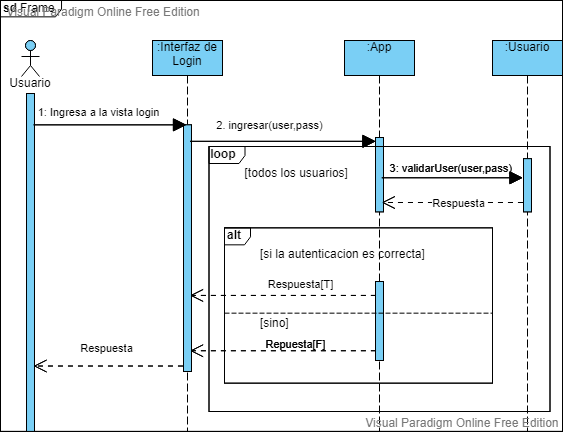 sd Frame
Visual Paradigm Online Free Edition
:Interfaz de
Login
:App
:Usuario
Usuario
1: Ingresa a la vista login
2. ingresar(user,pass)
loop
[todos los usuarios]
3: validarUser(user,pass)
Respuesta
alt
[si la autenticacion es correcta]
Respuesta[T]
[sino]
Repuesta[F]
Respuesta
Visual Paradigm Online Free Edition